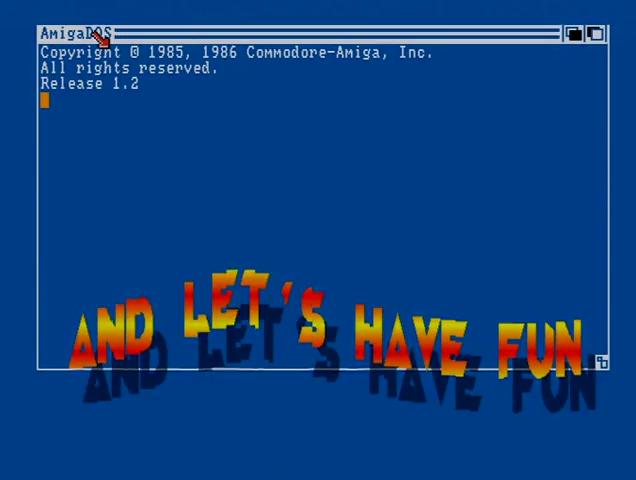 AmigaDOS
Copyright © 1985, 1986 Commodore-Amiga, Inc.
All rights reserved.
Release 1.2
AND LET'S HAVE FUN